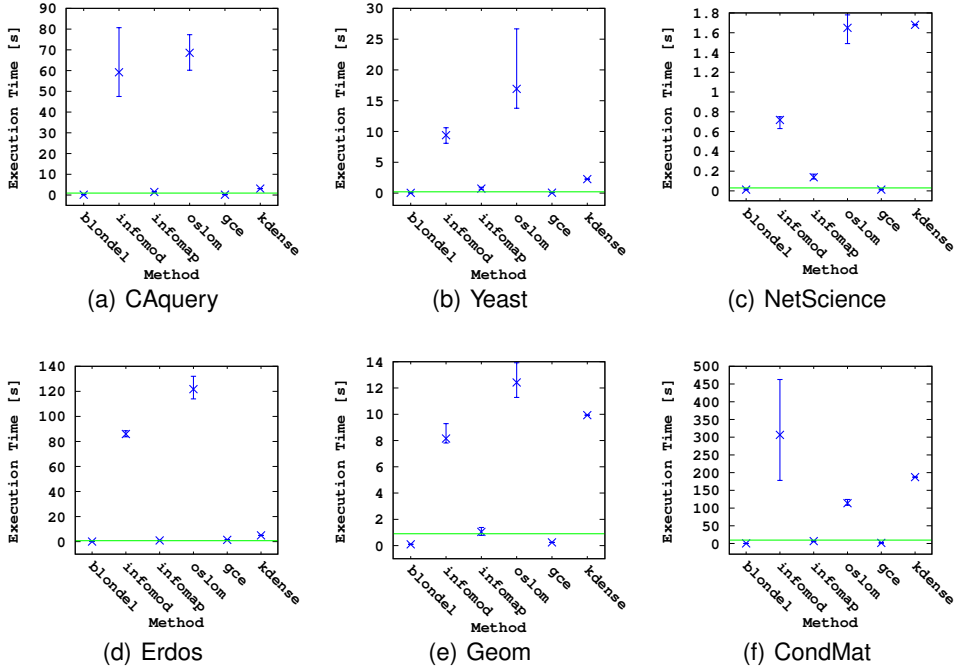 Execution Time [s]
90
80
70
60
50
40
30
20
10
0
blondel
infomod
infomap
oslom
gce
kdense
Method
(a) CAquery
Execution Time [s]
30
25
20
15
10
5
0
blondel
infomod
infomap
oslom
gce
kdense
Method
(b) Yeast
Execution Time [s]
1.8
1.6
1.4
1.2
1
0.8
0.6
0.4
0.2
0
blondel
infomod
infomap
oslom
gce
kdense
Method
(c) NetScience
Execution Time [s]
140
120
100
80
60
40
20
0
blondel
infomod
infomap
oslom
gce
kdense
Method
(d) Erdos
Execution Time [s]
14
12
10
8
6
4
2
0
blondel
infomod
infomap
oslom
gce
kdense
Method
(e) Geom
Execution Time [s]
500
450
400
350
300
250
200
150
100
50
0
blondel
infomod
infomap
oslom
gce
kdense
Method
(f) CondMat